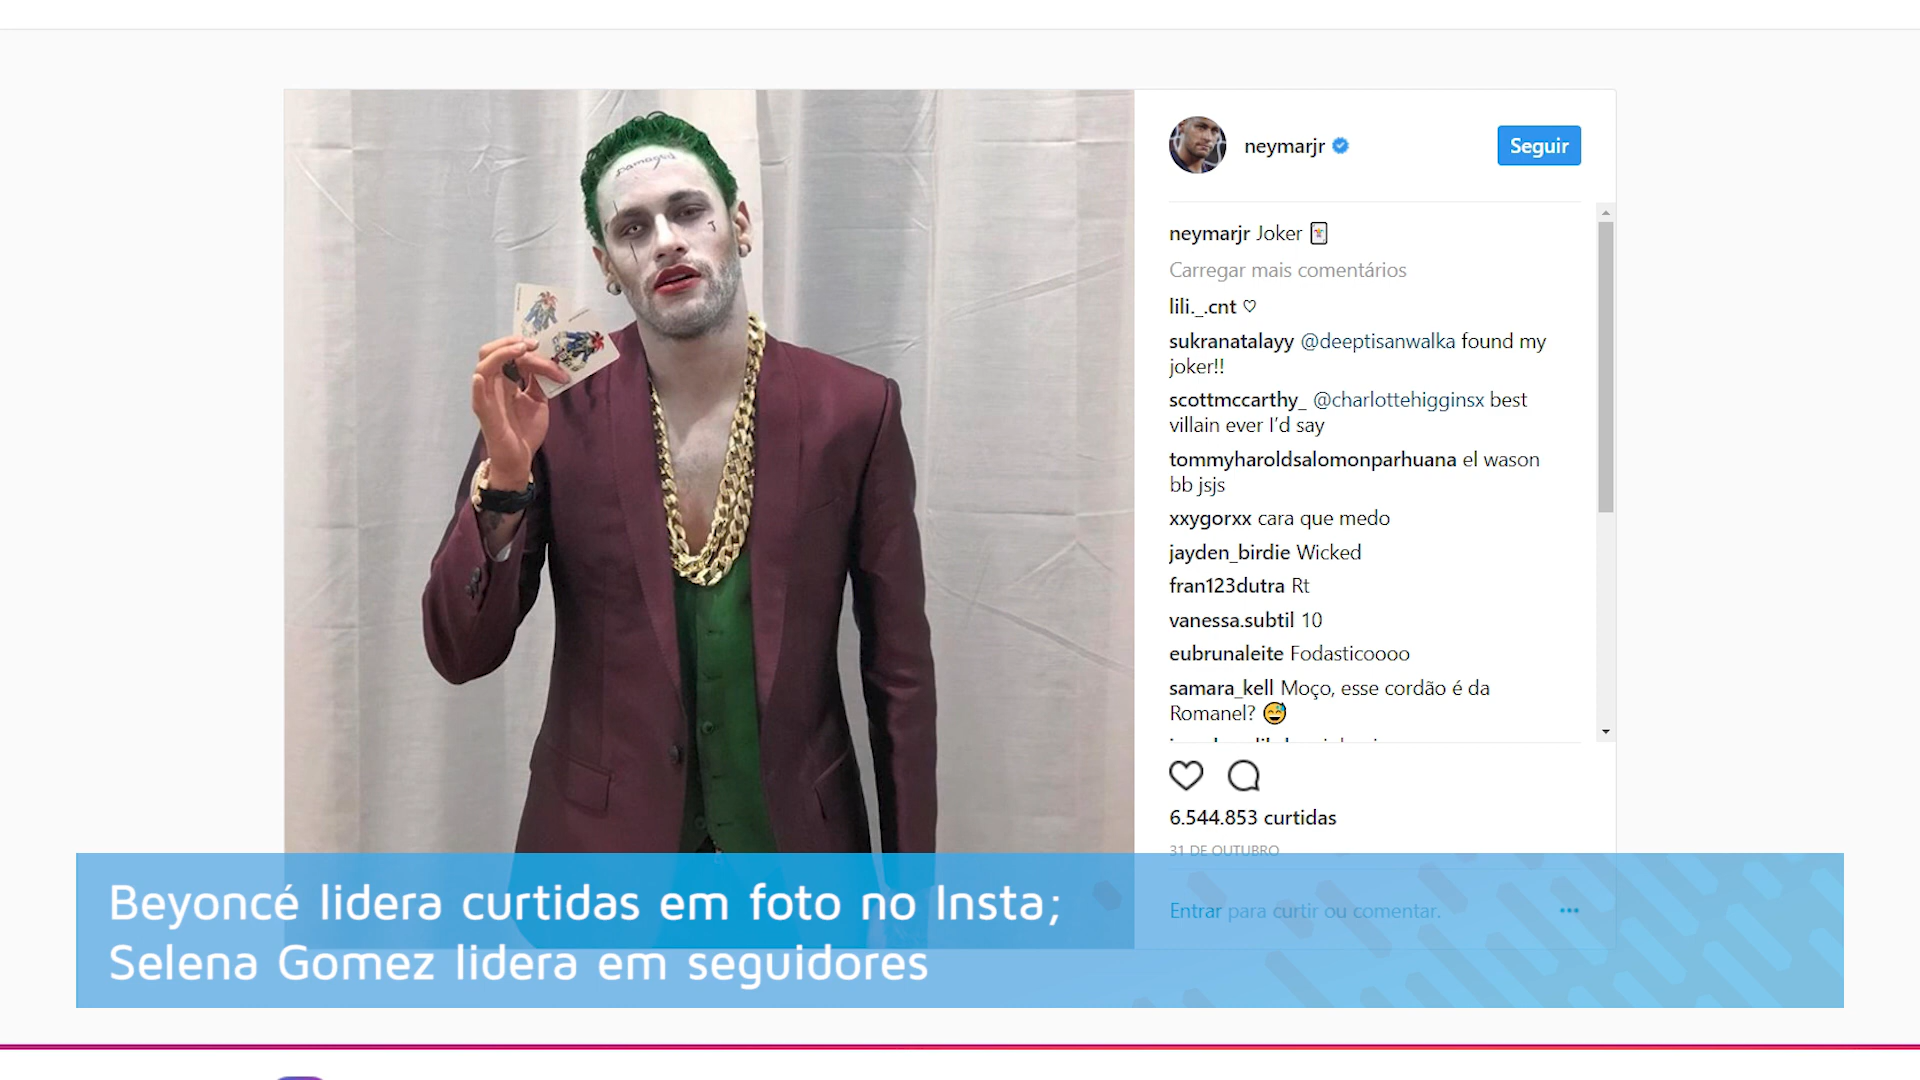 Damaged
J
neymarjr
Seguir
neymarjr Joker 🃏
Carregar mais comentários
lili._.cnt ♡
sukranatalayy @deeptisanwalka found my
joker!!
scottmccarthy_ @charlottehigginsx best
villain ever I'd say
tommyharoldsalomonparhuana el wason
bb jsjs
xxygorxx cara que medo
jayden_birdie Wicked
fran123dutra Rt
vanessa.subtil 10
eubrunaleite Fodasticoooo
samara_kell Moço, esse cordão é da
Romanel? 😅
6.544.853 curtidas
31 DE OUTUBRO
Entrar para curtir ou comentar.
Beyoncé lidera curtidas em foto no Insta;
Selena Gomez lidera em seguidores